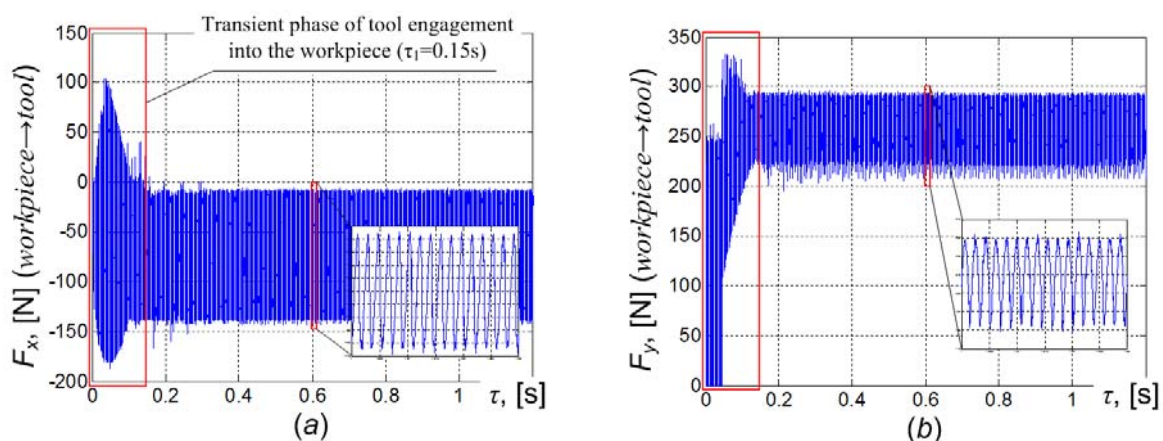 Transient phase of tool engagement
into the workpiece (τ₁=0.15s)
F_x, [N] (workpiece→tool)
150
100
50
0
-50
-100
-150
-200
0 0.2 0.4 0.6 0.8 1 τ, [s]
(a)
F_y, [N] (workpiece→tool)
350
300
250
200
150
100
50
0
0 0.2 0.4 0.6 0.8 1 τ, [s]
(b)